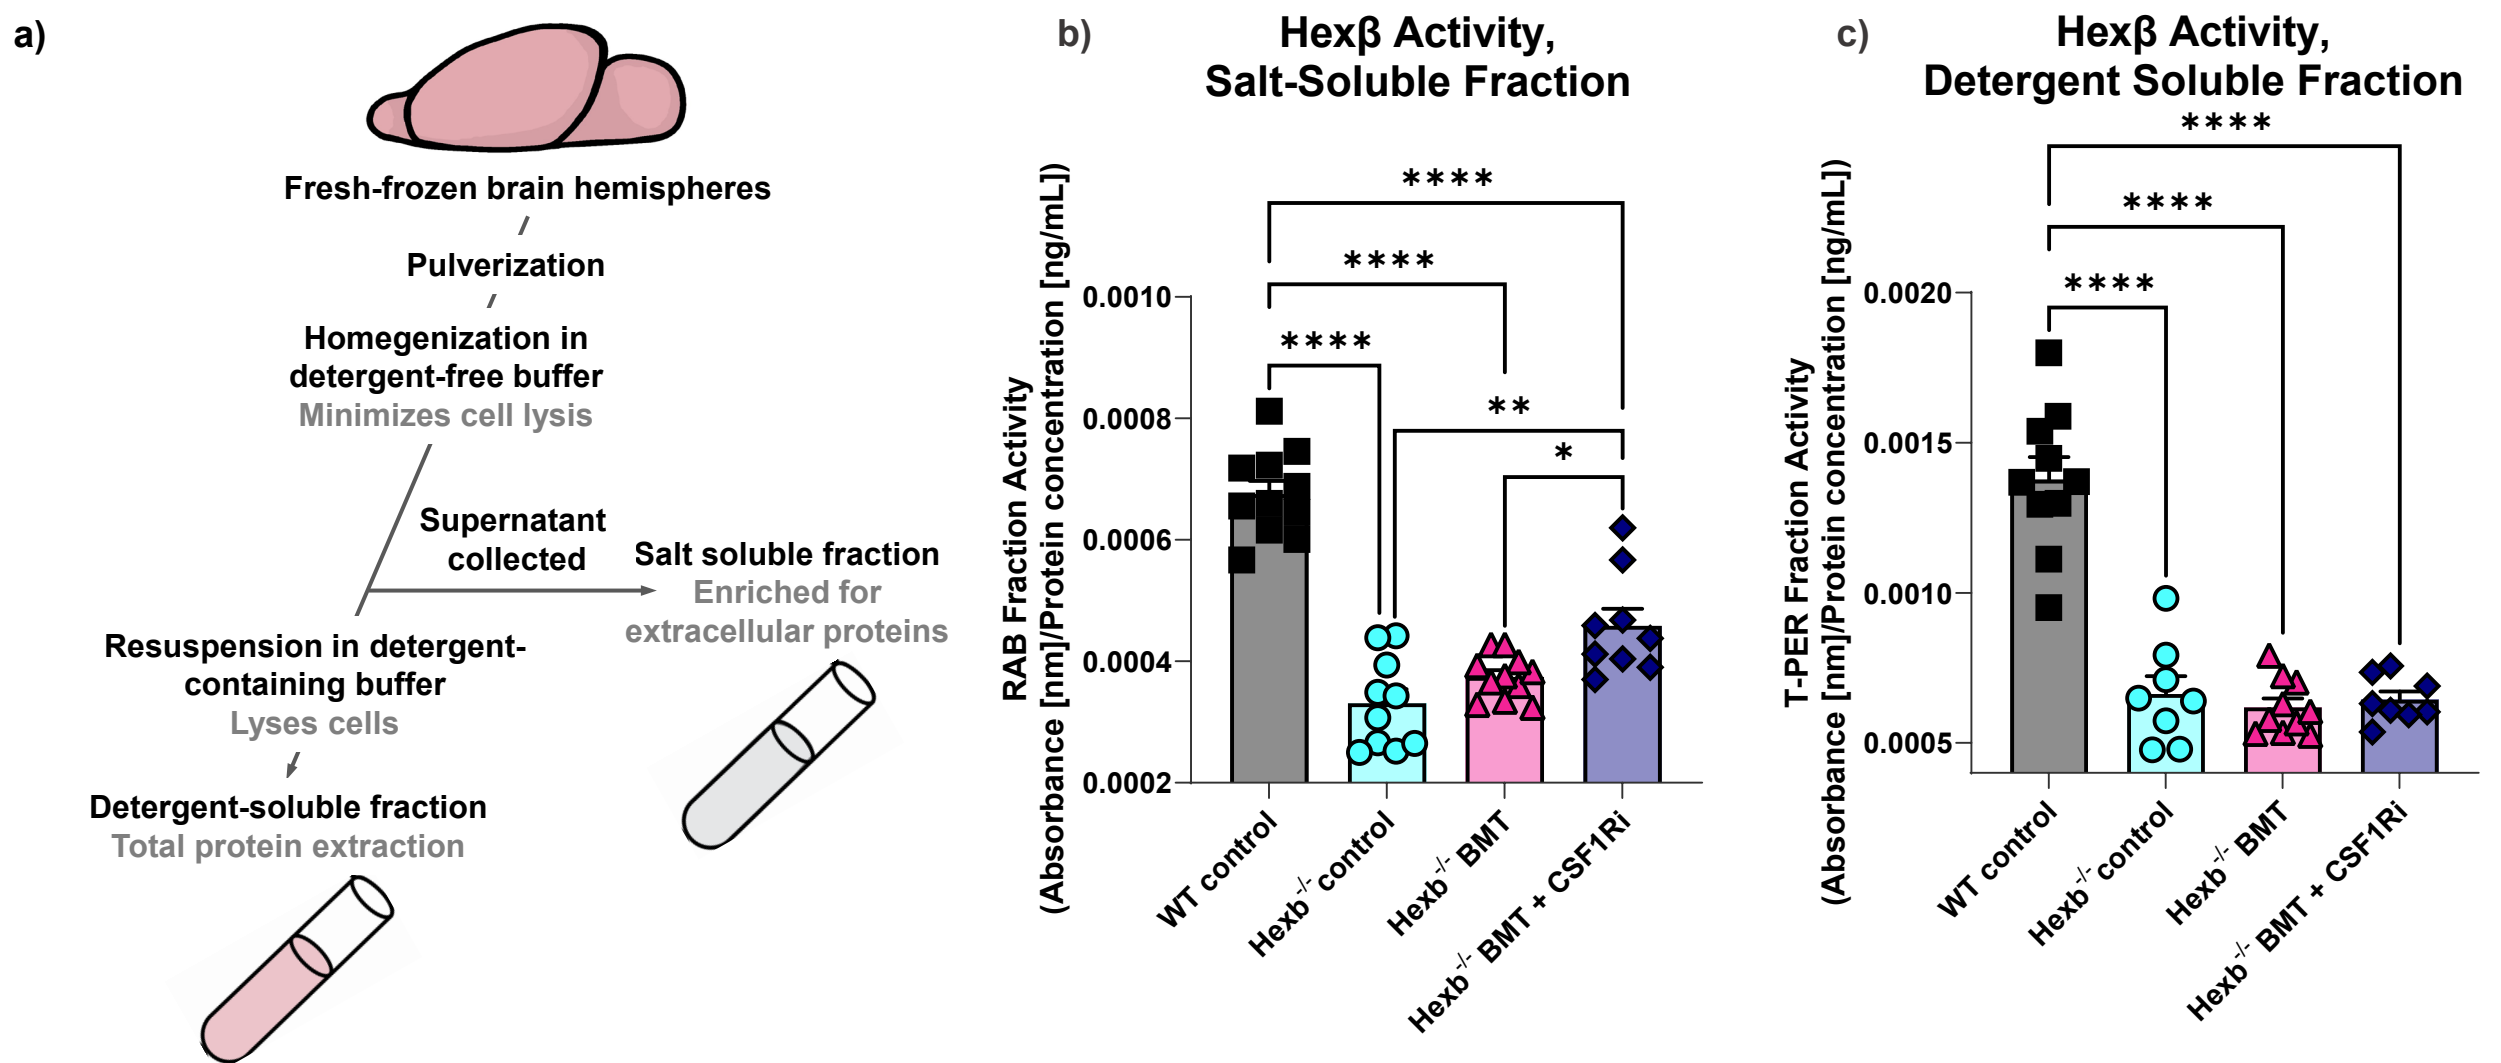 a)
Fresh-frozen brain hemispheres
Pulverization
Homegenization in
detergent-free buffer
Minimizes cell lysis
Supernatant
collected
Salt soluble fraction
Enriched for
extracellular proteins
Resuspension in detergent-
containing buffer
Lyses cells
Detergent-soluble fraction
Total protein extraction
b)
Hexβ Activity,
Salt-Soluble Fraction
RAB Fraction Activity
(Absorbance [nm]/Protein concentration [ng/mL])
0.0010
0.0008
0.0006
0.0004
0.0002
****
****
****
**
*
WT control
Hexb-/- control
Hexb-/- BMT
Hexb-/- BMT + CSF1Ri
c)
Hexβ Activity,
Detergent Soluble Fraction
T-PER Fraction Activity
(Absorbance [nm]/Protein concentration [ng/mL])
0.0020
0.0015
0.0010
0.0005
****
****
****
WT control
Hexb-/- control
Hexb-/- BMT
Hexb-/- BMT + CSF1Ri